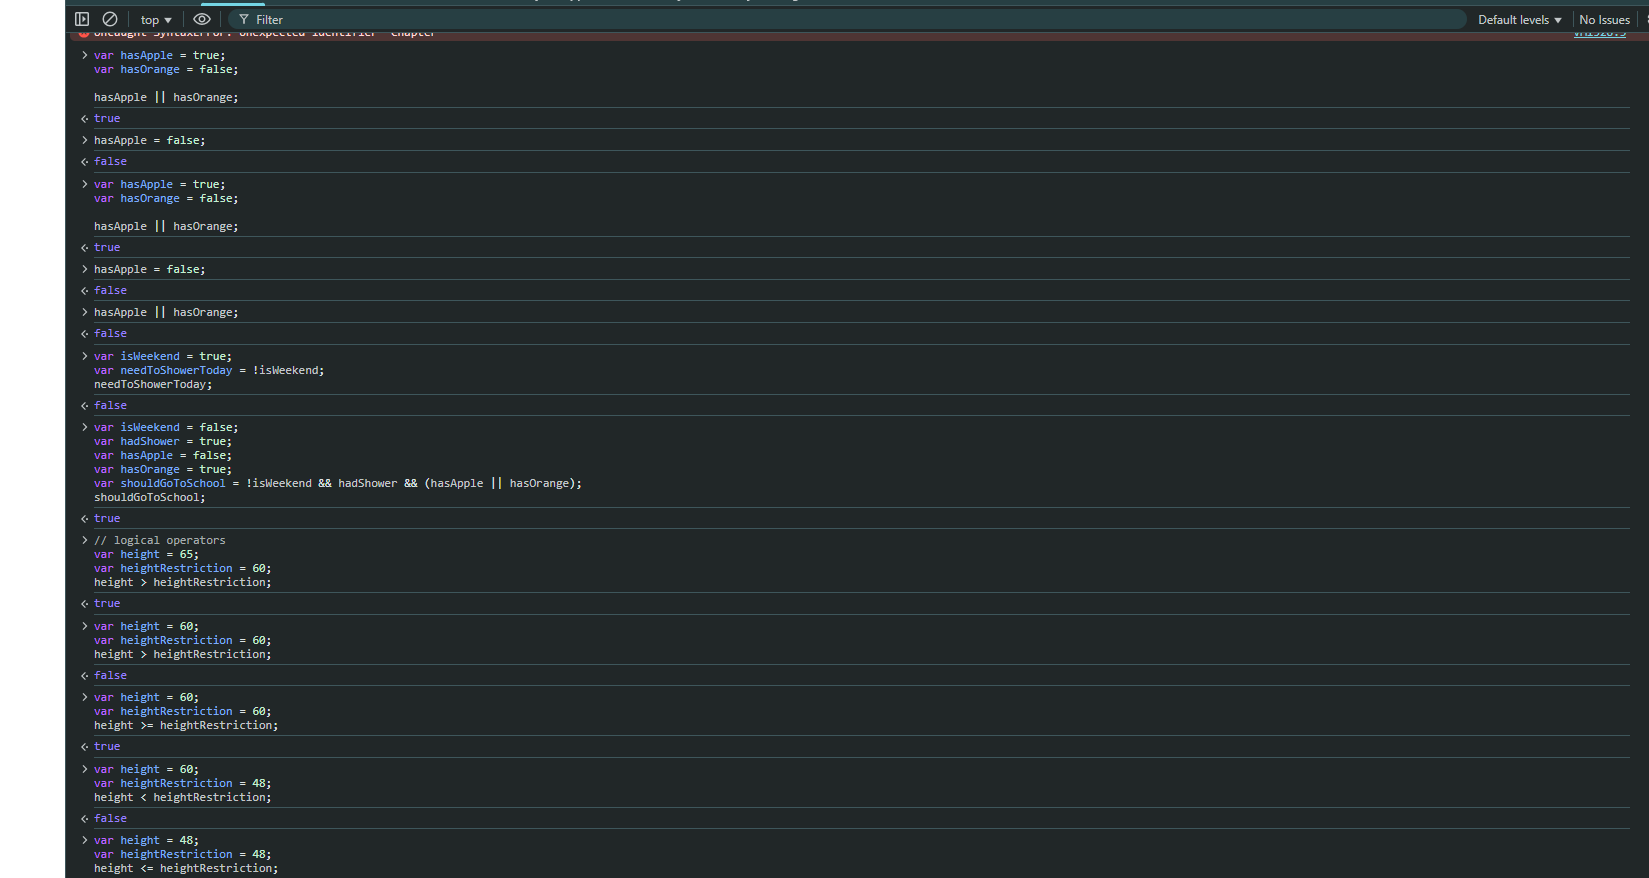 top
Filter
Default levels
No Issues
Uncaught SyntaxError: Unexpected identifier 'Chapter'
var hasApple = true;
var hasOrange = false;
hasApple || hasOrange;
true
hasApple = false;
false
var hasApple = true;
var hasOrange = false;
hasApple || hasOrange;
true
hasApple = false;
false
hasApple || hasOrange;
false
var isWeekend = true;
var needToShowerToday = !isWeekend;
needToShowerToday;
false
var isWeekend = false;
var hadShower = true;
var hasApple = false;
var hasOrange = true;
var shouldGoToSchool = !isWeekend && hadShower && (hasApple || hasOrange);
shouldGoToSchool;
true
// logical operators
var height = 65;
var heightRestriction = 60;
height > heightRestriction;
true
var height = 60;
var heightRestriction = 60;
height > heightRestriction;
false
var height = 60;
var heightRestriction = 60;
height >= heightRestriction;
true
var height = 60;
var heightRestriction = 48;
height < heightRestriction;
false
var height = 48;
var heightRestriction = 48;
height <= heightRestriction;